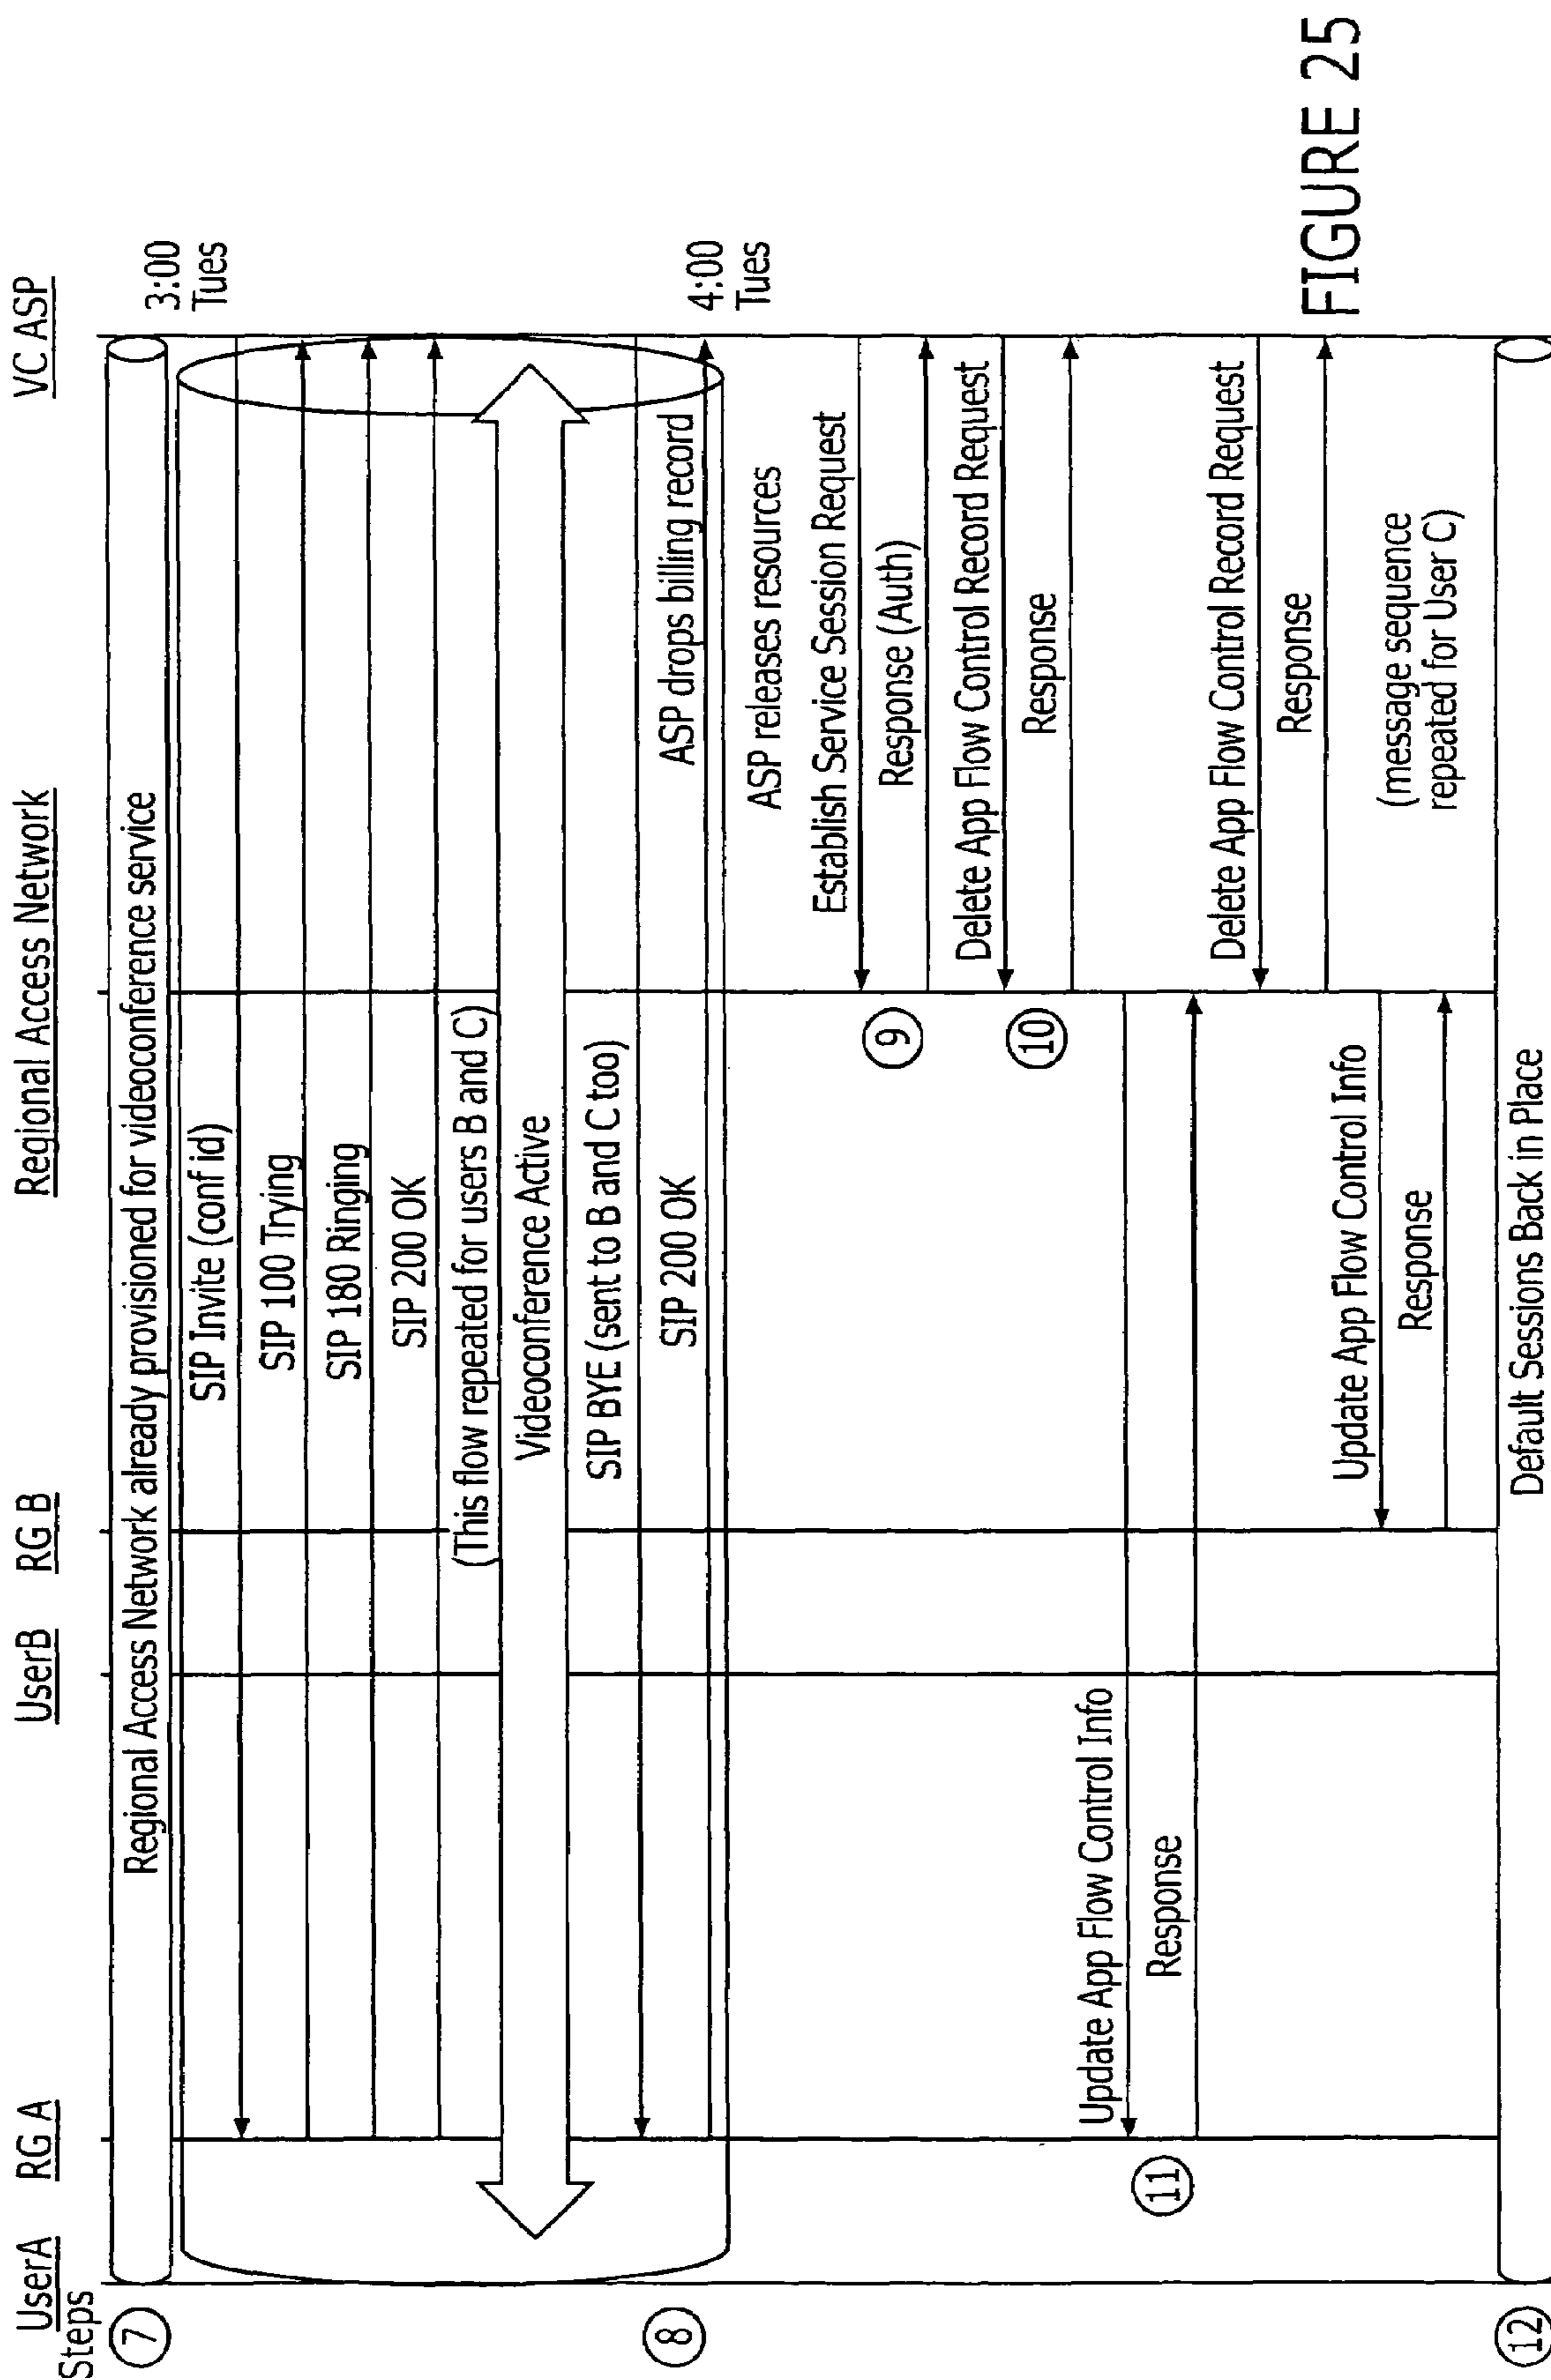 UserA
RG A
UserB
RG B
Regional Access Network
VC ASP
Steps
7
Regional Access Network already provisioned for videoconference service
3:00
Tues
SIP Invite (conf id)
SIP 100 Trying
SIP 180 Ringing
SIP 200 OK
(This flow repeated for users B and C)
Videoconference Active
SIP BYE (sent to B and C too)
8
SIP 200 OK
ASP drops billing record
4:00
Tues
ASP releases resources
Establish Service Session Request
9
Response (Auth)
Delete App Flow Control Record Request
10
Response
Update App Flow Control Info
11
Response
Delete App Flow Control Record Request
Response
Update App Flow Control Info
(message sequence
repeated for User C)
Response
12
Default Sessions Back in Place
FIGURE 25